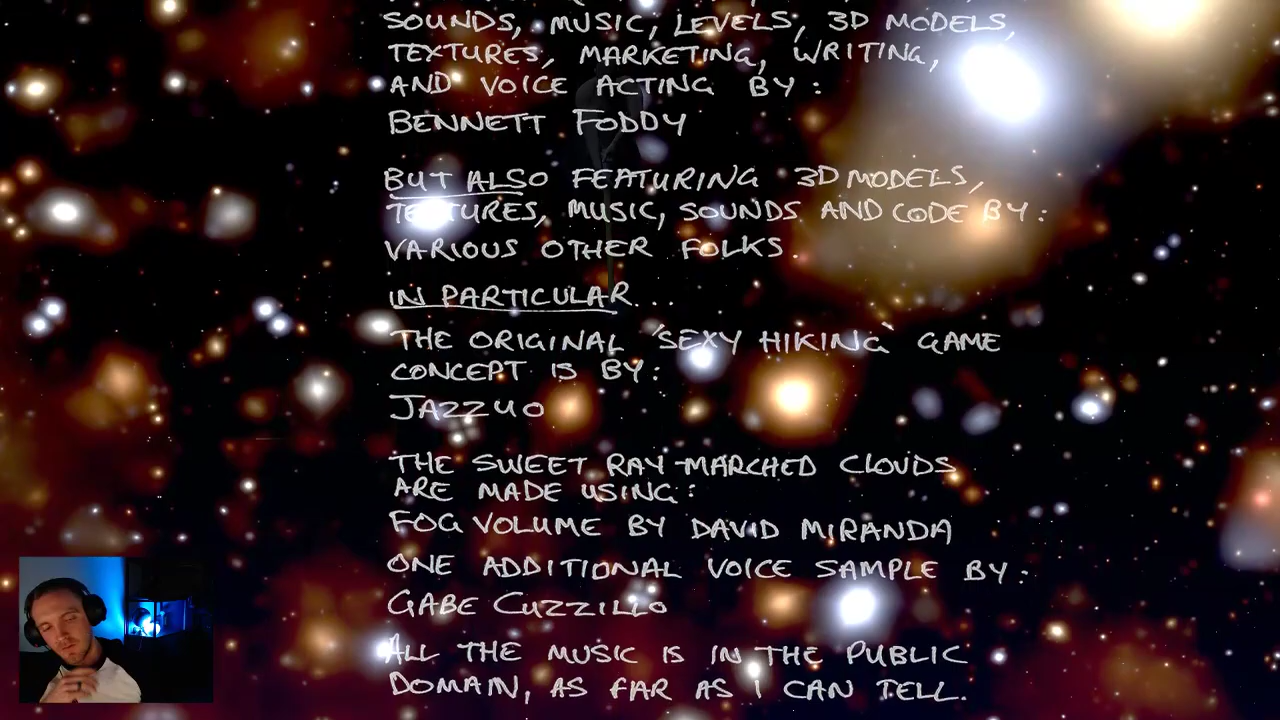 SOUNDS, MUSIC, LEVELS, 3D MODELS,
TEXTURES, MARKETING, WRITING,
AND VOICE ACTING BY:
BENNETT FODDY
BUT ALSO FEATURING 3D MODELS,
TEXTURES, MUSIC, SOUNDS AND CODE BY:
VARIOUS OTHER FOLKS.
IN PARTICULAR...
THE ORIGINAL 'SEXY HIKING' GAME
CONCEPT IS BY:
JAZZUO
THE SWEET RAY-MARCHED CLOUDS
ARE MADE USING:
FOG VOLUME BY DAVID MIRANDA
ONE ADDITIONAL VOICE SAMPLE BY:
GABE CUZZILLO
ALL THE MUSIC IS IN THE PUBLIC
DOMAIN, AS FAR AS I CAN TELL.